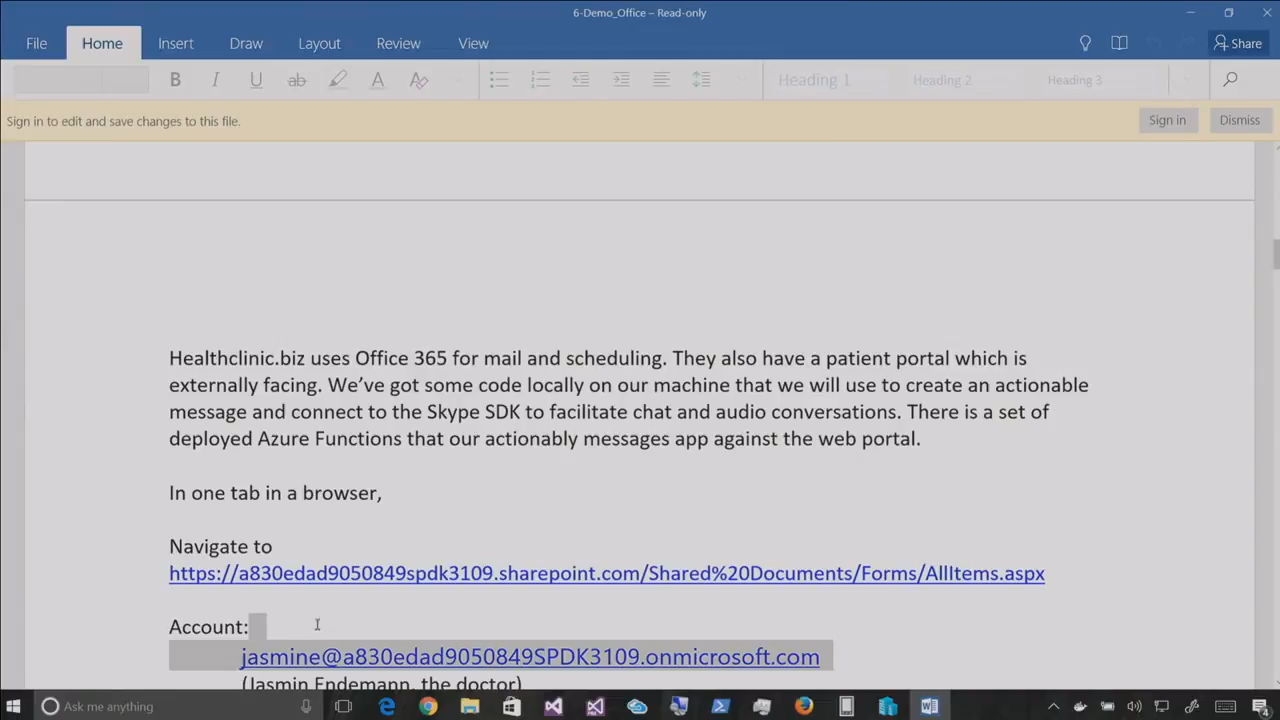 6-Demo_Office – Read-only
File Home Insert Draw Layout Review View Share
B I U ab A A Heading 1 Heading 2 Heading 3
Sign in to edit and save changes to this file. Sign in Dismiss
Healthclinic.biz uses Office 365 for mail and scheduling. They also have a patient portal which is
externally facing. We’ve got some code locally on our machine that we will use to create an actionable
message and connect to the Skype SDK to facilitate chat and audio conversations. There is a set of
deployed Azure Functions that our actionably messages app against the web portal.
In one tab in a browser,
Navigate to
https://a830edad9050849spdk3109.sharepoint.com/Shared%20Documents/Forms/AllItems.aspx
Account:
jasmine@a830edad9050849SPDK3109.onmicrosoft.com
(Jasmin Endemann, the doctor)
Ask me anything